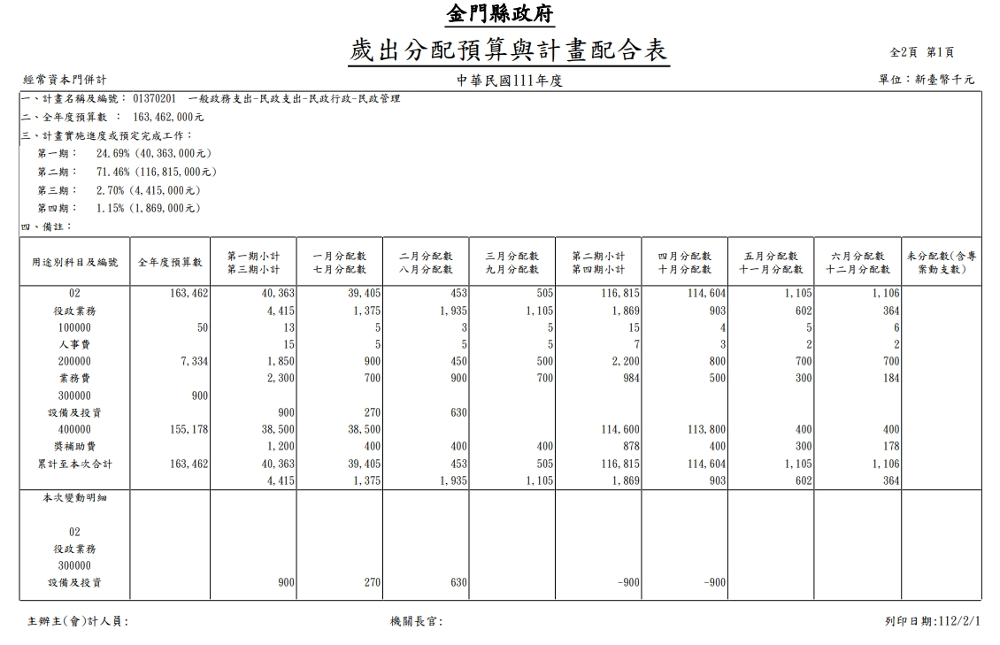 金門縣政府
歲出分配預算與計畫配合表
全2頁 第1頁
經常資本門併計 中華民國111年度 單位：新臺幣千元
一、計畫名稱及編號： 01370201 一般政務支出-民政支出-民政行政-民政管理
二、全年度預算數 ： 163,462,000元
三、計畫實施進度或預定完成工作：
第一期： 24.69% (40,363,000元)
第二期： 71.46% (116,815,000元)
第三期： 2.70% (4,415,000元)
第四期： 1.15% (1,869,000元)
四、備註：
用途別科目及編號 全年度預算數 第一期小計 一月分配數 二月分配數 三月分配數 第二期小計 四月分配數 五月分配數 六月分配數 未分配數(含專
第三期小計 七月分配數 八月分配數 九月分配數 第四期小計 十月分配數 十一月分配數 十二月分配數 案動支數)
02 163,462 40,363 39,405 453 505 116,815 114,604 1,105 1,106
役政業務 4,415 1,375 1,935 1,105 1,869 903 602 364
100000 50 13 5 3 5 15 4 5 6
人事費 15 5 5 5 7 3 2 2
200000 7,334 1,850 900 450 500 2,200 800 700 700
業務費 2,300 700 900 700 984 500 300 184
300000 900
設備及投資 900 270 630
400000 155,178 38,500 38,500 114,600 113,800 400 400
獎補助費 1,200 400 400 400 878 400 300 178
累計至本次合計 163,462 40,363 39,405 453 505 116,815 114,604 1,105 1,106
4,415 1,375 1,935 1,105 1,869 903 602 364
本次變動明細
02
役政業務
300000
設備及投資 900 270 630 -900 -900
主辦主(會)計人員: 機關長官: 列印日期:112/2/1